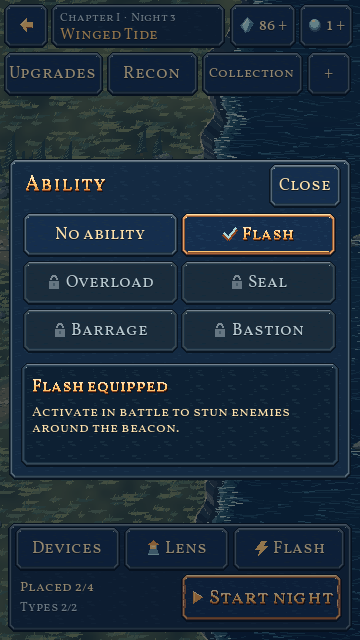 Chapter I · Night 3
Winged Tide
86 +
1 +
Upgrades
Recon
Collection
+
Ability
Close
No ability
Flash
Overload
Seal
Barrage
Bastion
Flash equipped
Activate in battle to stun enemies
around the beacon.
Devices
Lens
Flash
Placed 2/4
Types 2/2
Start night